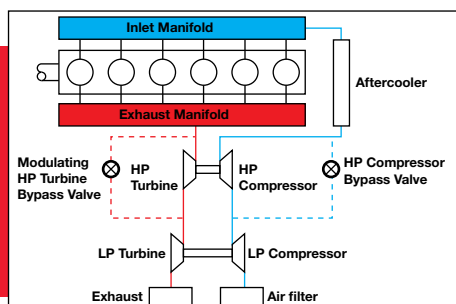 Inlet Manifold
Aftercooler
Exhaust Manifold
Modulating
HP Turbine
Bypass Valve
HP
Turbine
HP
Compressor
HP Compressor
Bypass Valve
LP Turbine
LP Compressor
Exhaust
Air filter